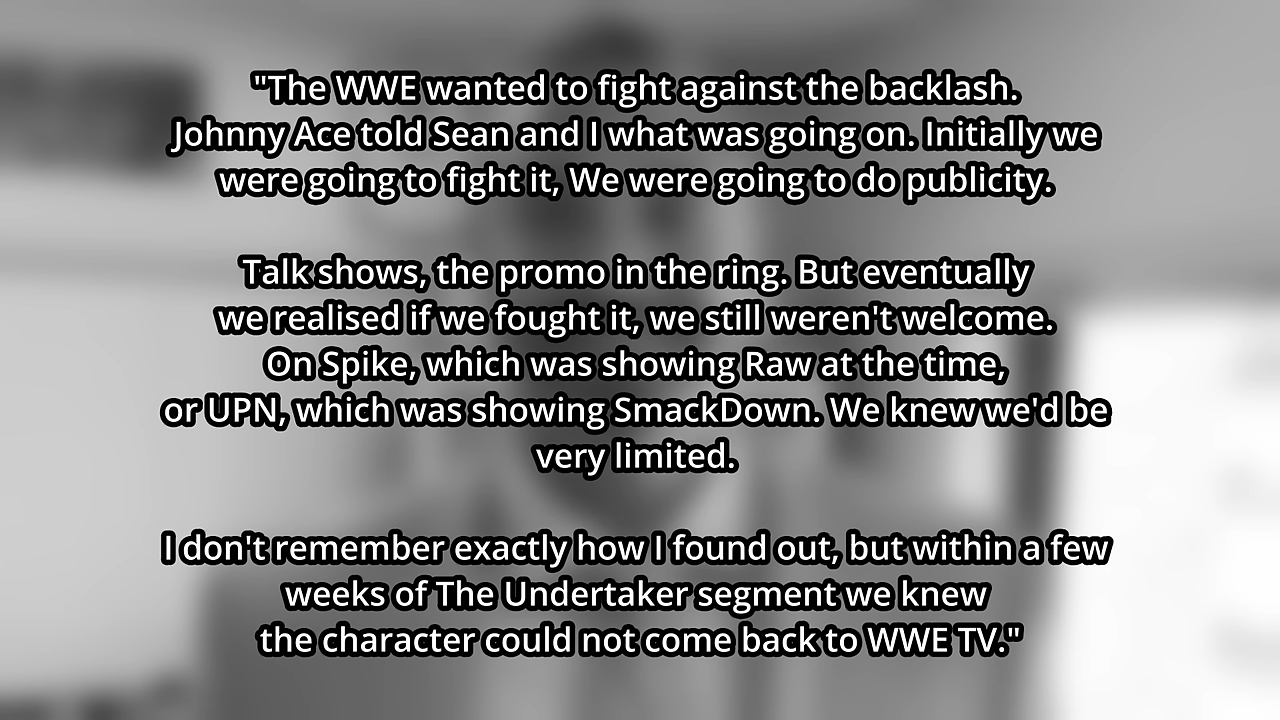 "The WWE wanted to fight against the backlash.
Johnny Ace told Sean and I what was going on. Initially we
were going to fight it, We were going to do publicity.
Talk shows, the promo in the ring. But eventually
we realised if we fought it, we still weren't welcome.
On Spike, which was showing Raw at the time,
or UPN, which was showing SmackDown. We knew we'd be
very limited.
I don't remember exactly how I found out, but within a few
weeks of The Undertaker segment we knew
the character could not come back to WWE TV."